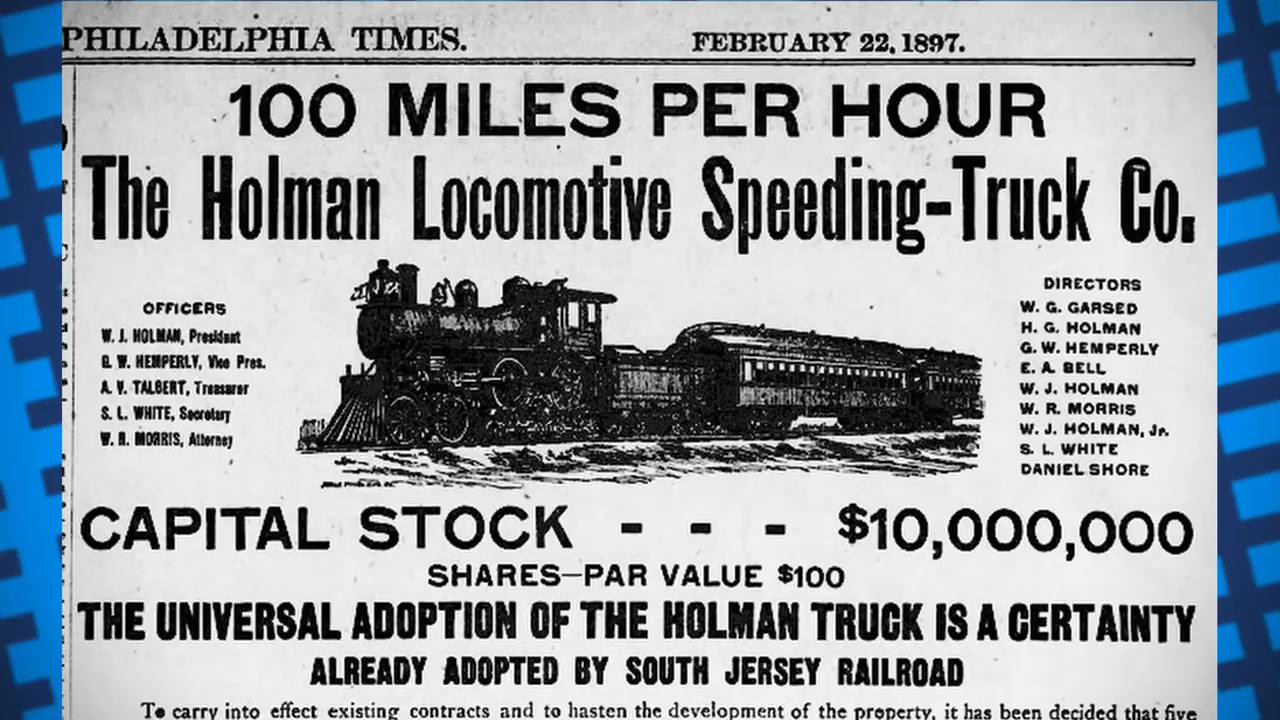 PHILADELPHIA TIMES. FEBRUARY 22, 1897.
100 MILES PER HOUR
The Holman Locomotive Speeding-Truck Co.
OFFICERS
W. J. HOLMAN, President
G. W. HEMPERLY, Vice Pres.
A. V. TALBERT, Treasurer
S. L. WHITE, Secretary
W. R. MORRIS, Attorney
DIRECTORS
W. G. GARSED
H. G. HOLMAN
G. W. HEMPERLY
E. A. BELL
W. J. HOLMAN
W. R. MORRIS
W. J. HOLMAN, Jr.
S. L. WHITE
DANIEL SHORE
CAPITAL STOCK - - - $10,000,000
SHARES—PAR VALUE $100
THE UNIVERSAL ADOPTION OF THE HOLMAN TRUCK IS A CERTAINTY
ALREADY ADOPTED BY SOUTH JERSEY RAILROAD
To carry into effect existing contracts and to hasten the development of the property, it has been decided that five